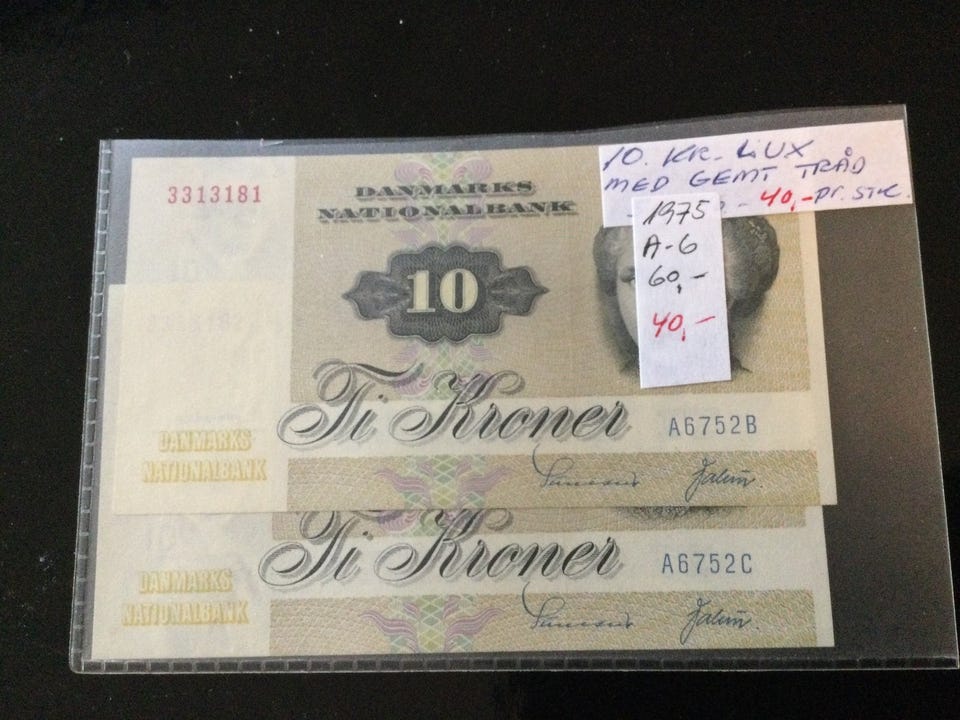 10. KR. LUX
MED GEMT TRÅD
40,- pr. STK.
1975
A-6
60,-
40,-
3313181
DANMARKS
NATIONALBANK
10
Ti Kroner
A6752B
DANMARKS
NATIONALBANK
Ti Kroner
A6752C
DANMARKS
NATIONALBANK